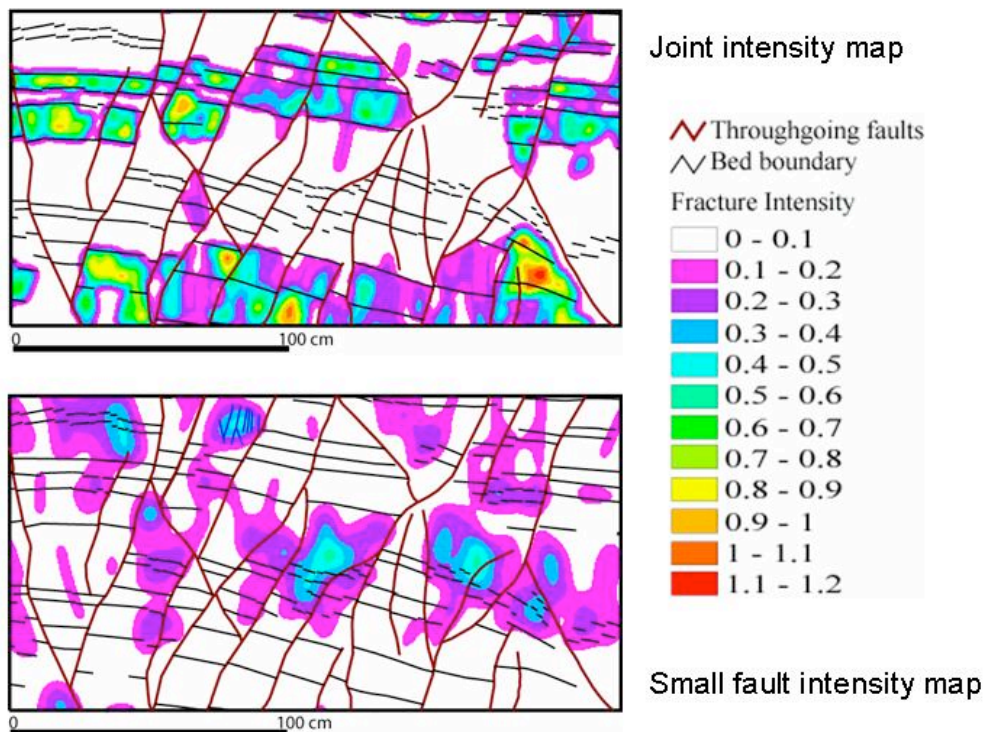 Joint intensity map
Throughgoing faults
Bed boundary
Fracture Intensity
0 - 0.1
0.1 - 0.2
0.2 - 0.3
0.3 - 0.4
0.4 - 0.5
0.5 - 0.6
0.6 - 0.7
0.7 - 0.8
0.8 - 0.9
0.9 - 1
1 - 1.1
1.1 - 1.2
0 100 cm
Small fault intensity map
0 100 cm